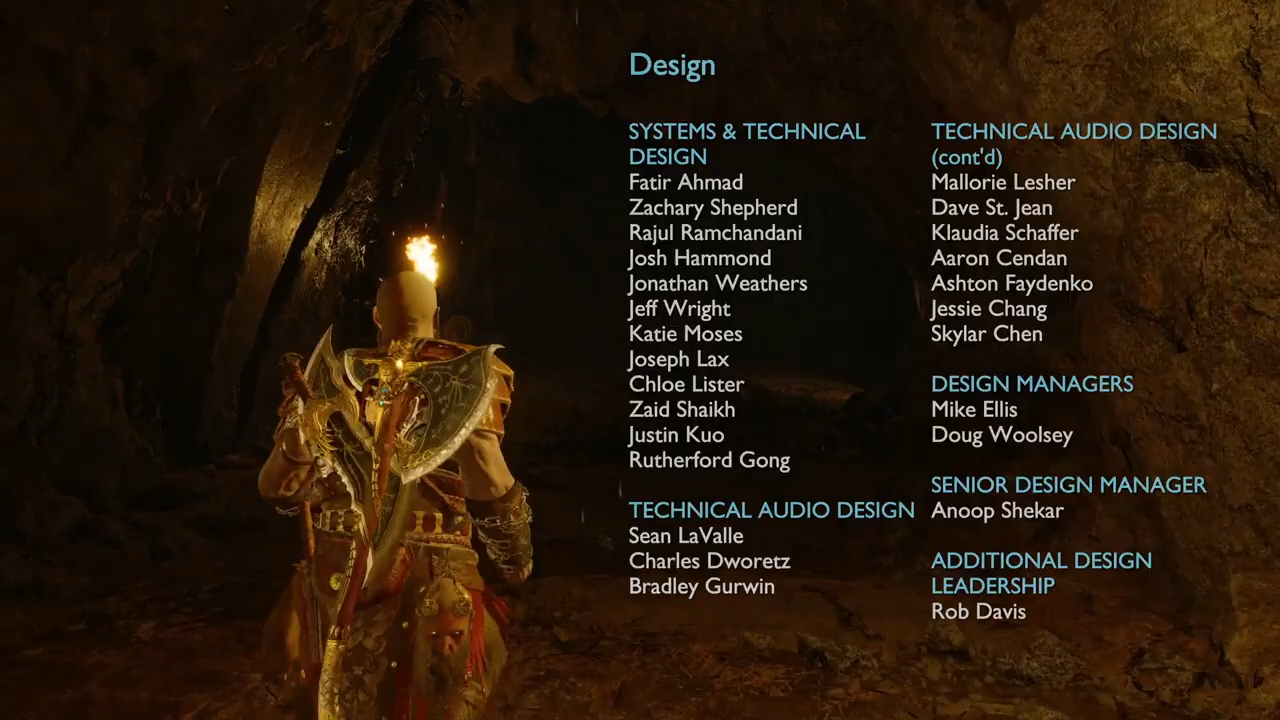 Design
SYSTEMS & TECHNICAL
DESIGN
Fatir Ahmad
Zachary Shepherd
Rajul Ramchandani
Josh Hammond
Jonathan Weathers
Jeff Wright
Katie Moses
Joseph Lax
Chloe Lister
Zaid Shaikh
Justin Kuo
Rutherford Gong
TECHNICAL AUDIO DESIGN
Sean LaValle
Charles Dworetz
Bradley Gurwin
TECHNICAL AUDIO DESIGN
(cont'd)
Mallorie Lesher
Dave St. Jean
Klaudia Schaffer
Aaron Cendan
Ashton Faydenko
Jessie Chang
Skylar Chen
DESIGN MANAGERS
Mike Ellis
Doug Woolsey
SENIOR DESIGN MANAGER
Anoop Shekar
ADDITIONAL DESIGN
LEADERSHIP
Rob Davis